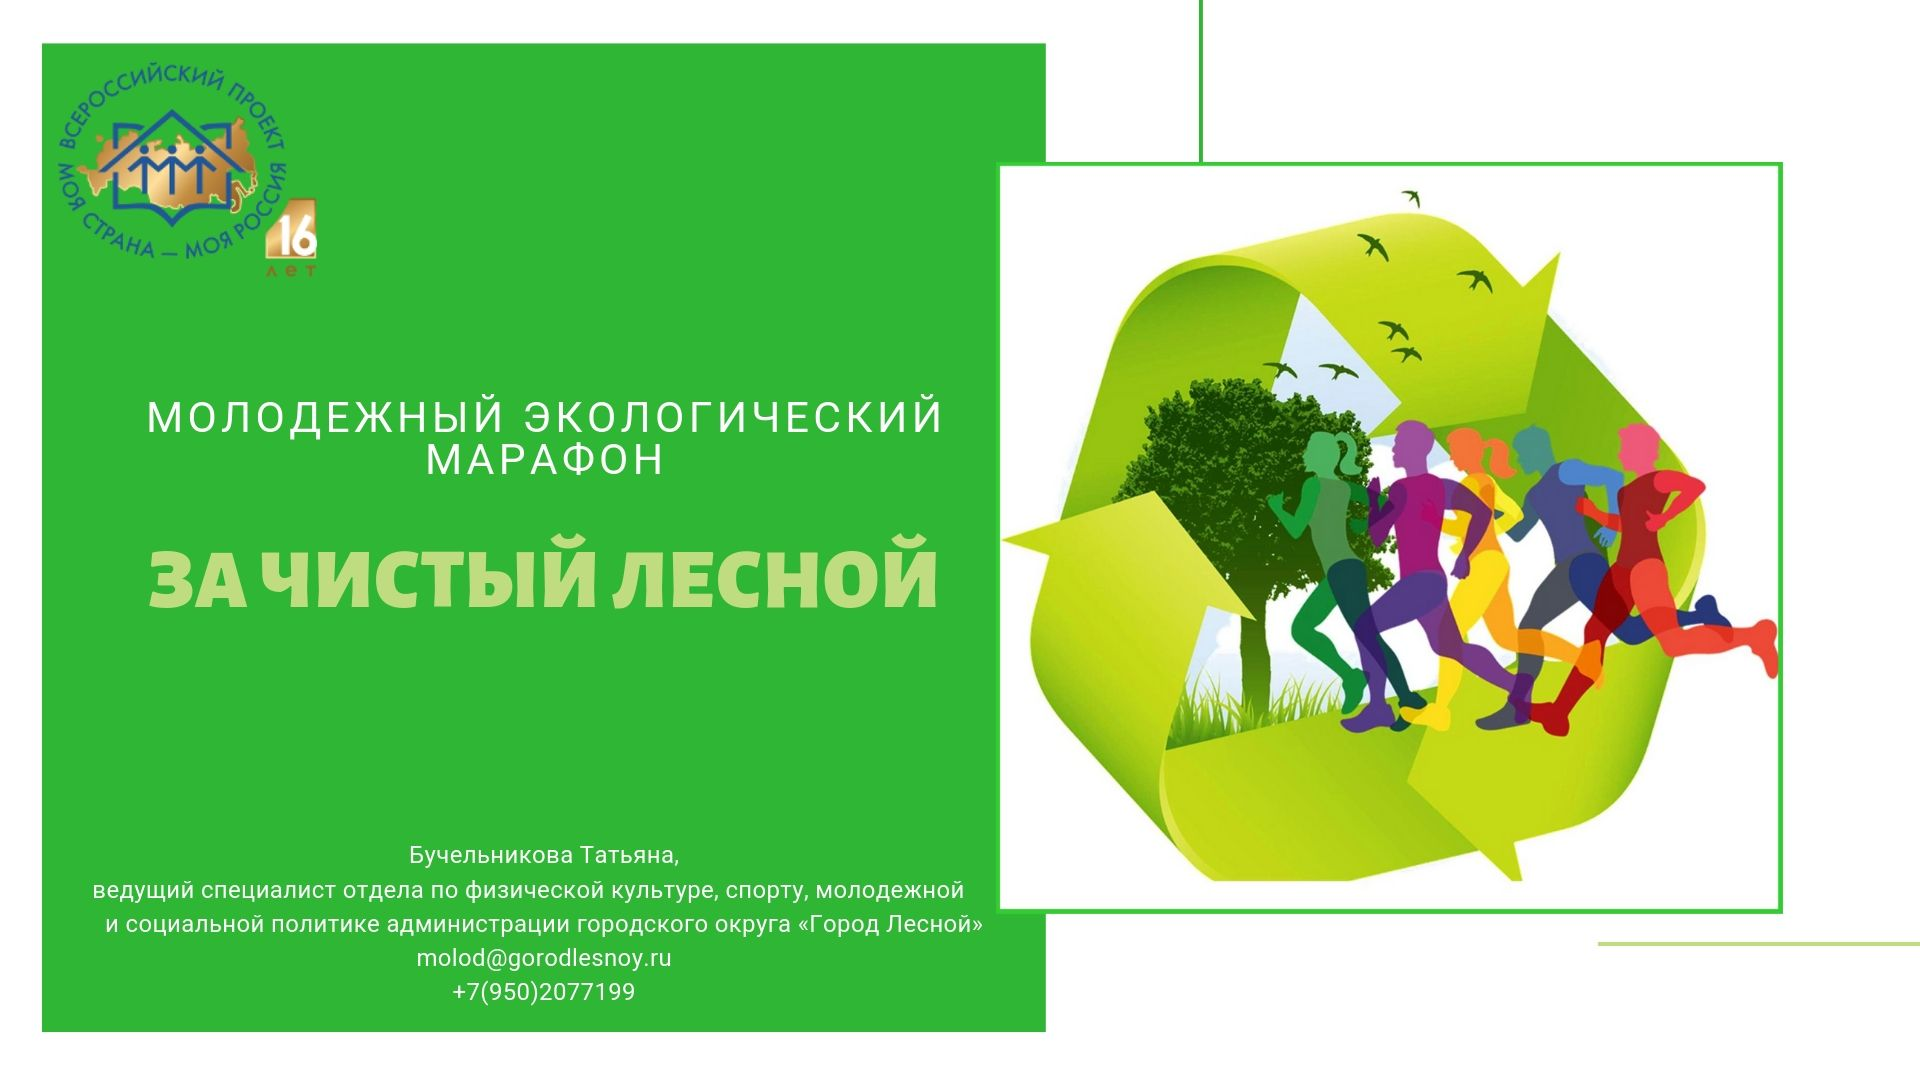 ВСЕРОССИЙСКИЙ ПРОЕКТ
МОЯ СТРАНА — МОЯ РОССИЯ
16
лет
МОЛОДЕЖНЫЙ ЭКОЛОГИЧЕСКИЙ
МАРАФОН
ЗА ЧИСТЫЙ ЛЕСНОЙ
Бучельникова Татьяна,
ведущий специалист отдела по физической культуре, спорту, молодежной
и социальной политике администрации городского округа «Город Лесной»
molod@gorodlesnoy.ru
+7(950)2077199